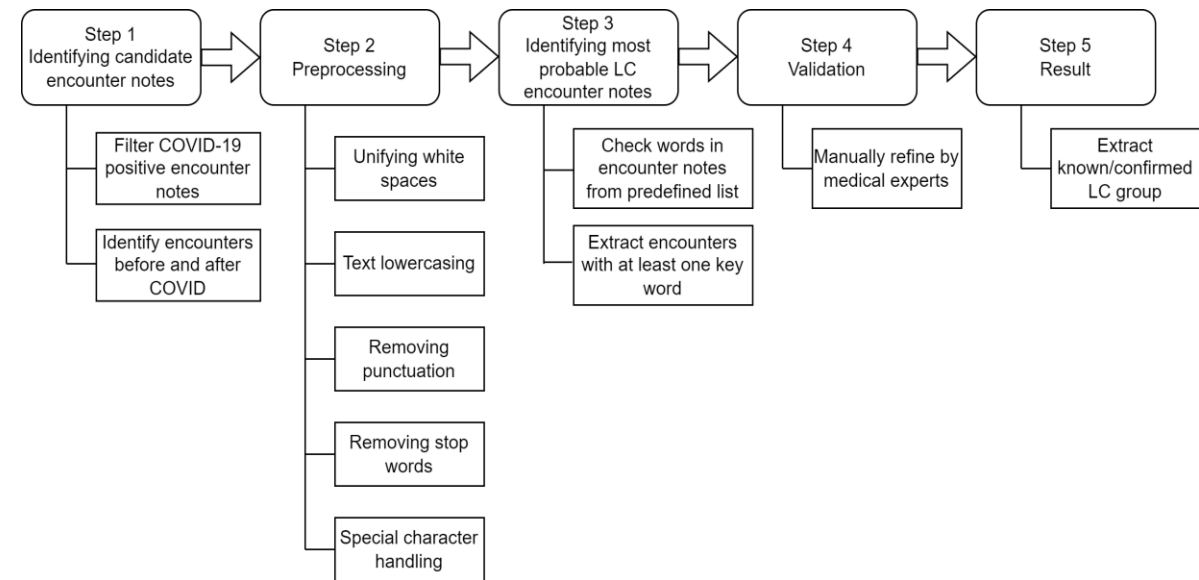 Step 1
Identifying candidate
encounter notes
Filter COVID-19
positive encounter
notes
Identify encounters
before and after
COVID
Step 2
Preprocessing
Unifying white
spaces
Text lowercasing
Removing
punctuation
Removing stop
words
Special character
handling
Step 3
Identifying most
probable LC
encounter notes
Check words in
encounter notes
from predefined list
Extract encounters
with at least one key
word
Step 4
Validation
Manually refine by
medical experts
Step 5
Result
Extract
known/confirmed
LC group